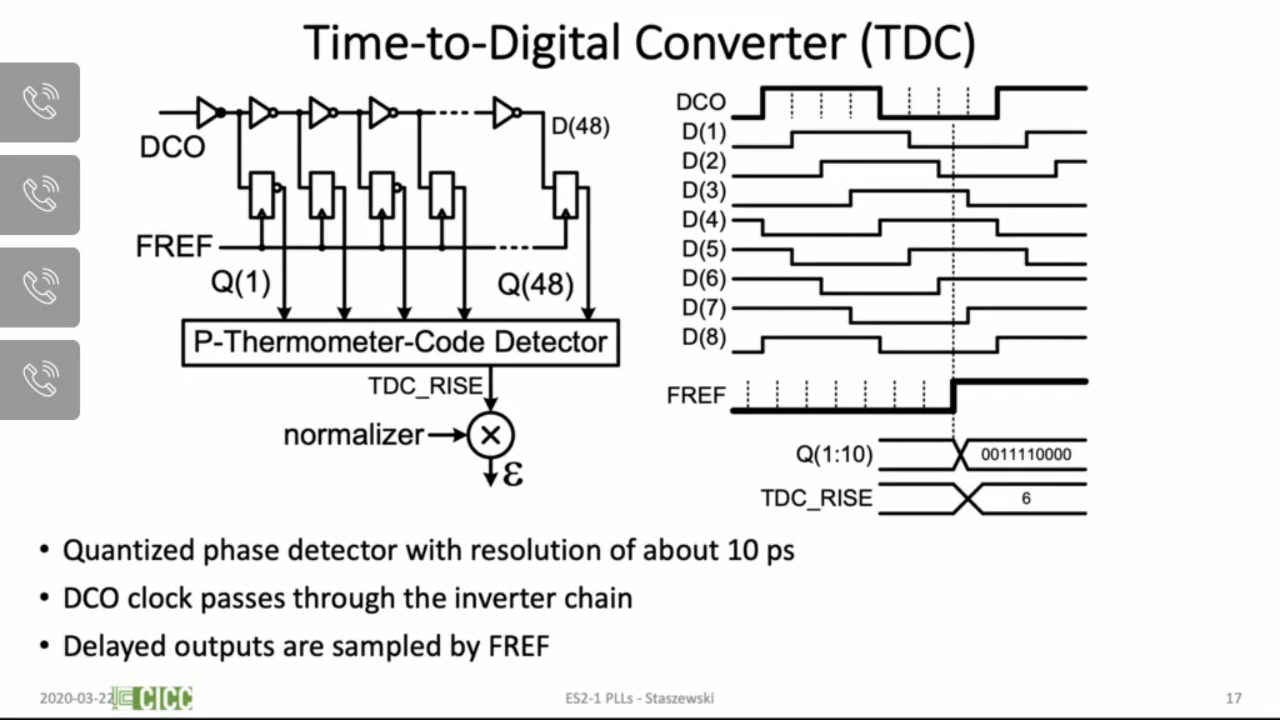 Time-to-Digital Converter (TDC)
DCO
D(48)
FREF
Q(1)
Q(48)
P-Thermometer-Code Detector
TDC_RISE
normalizer
ε
DCO
D(1)
D(2)
D(3)
D(4)
D(5)
D(6)
D(7)
D(8)
FREF
Q(1:10)
0011110000
TDC_RISE
6
• Quantized phase detector with resolution of about 10 ps
• DCO clock passes through the inverter chain
• Delayed outputs are sampled by FREF
2020-03-22
CICC
ES2-1 PLLs - Staszewski
17